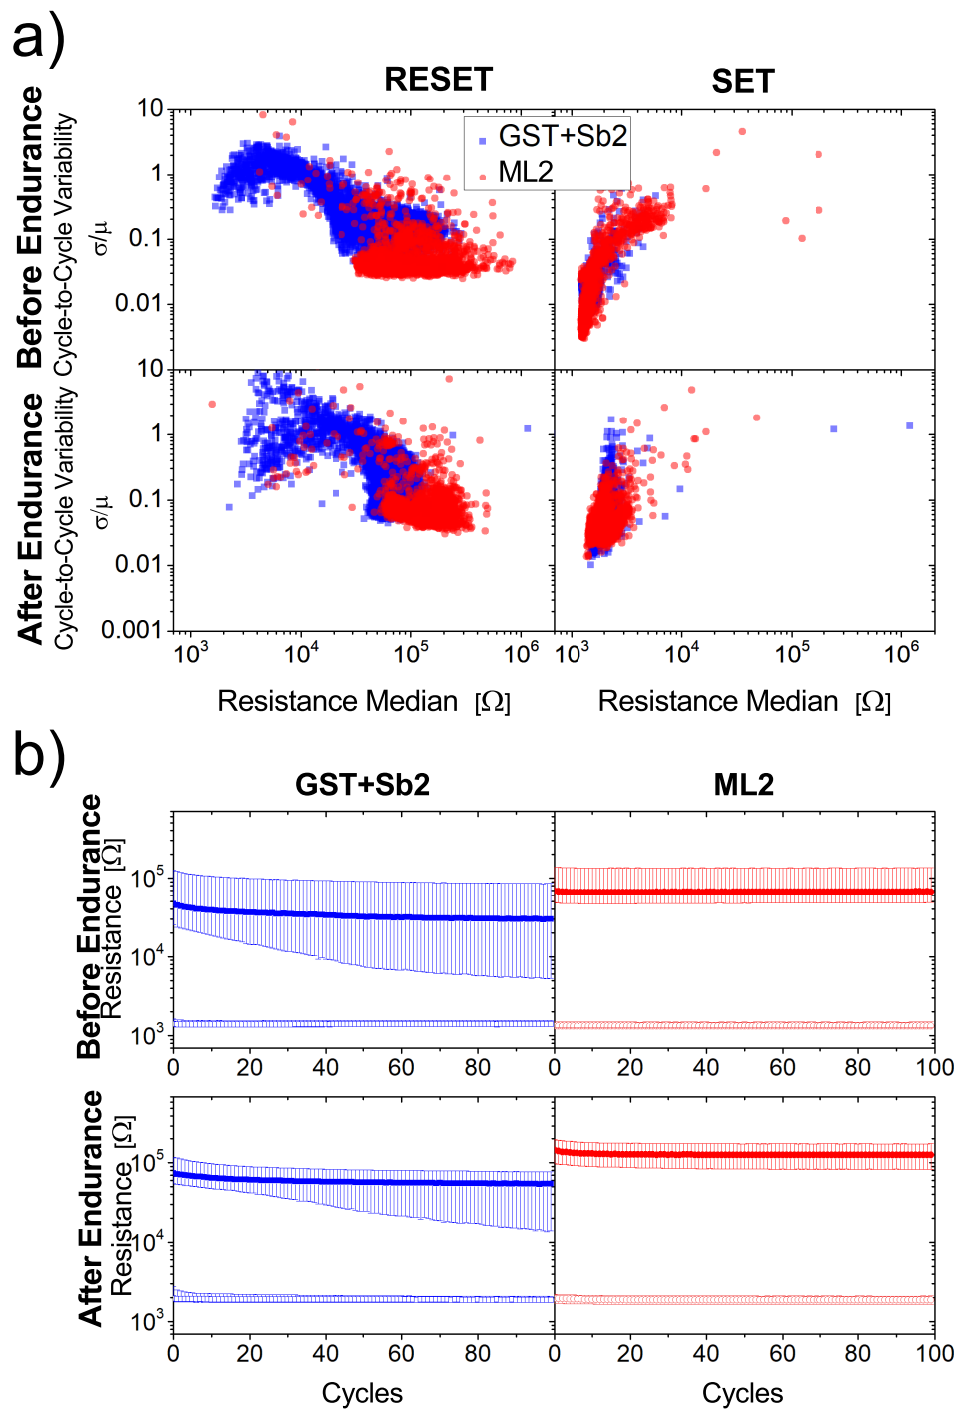 a)
RESET SET
Before Endurance
Cycle-to-Cycle Variability
σ/μ
10
1
0.1
0.01
GST+Sb2
ML2
After Endurance
Cycle-to-Cycle Variability
σ/μ
10
1
0.1
0.01
0.001
10³ 10⁴ 10⁵ 10⁶ 10³ 10⁴ 10⁵ 10⁶
Resistance Median [Ω] Resistance Median [Ω]
b)
GST+Sb2 ML2
Before Endurance
Resistance [Ω]
10⁵
10⁴
10³
0 20 40 60 80 0 20 40 60 80 100
After Endurance
Resistance [Ω]
10⁵
10⁴
10³
0 20 40 60 80 0 20 40 60 80 100
Cycles Cycles